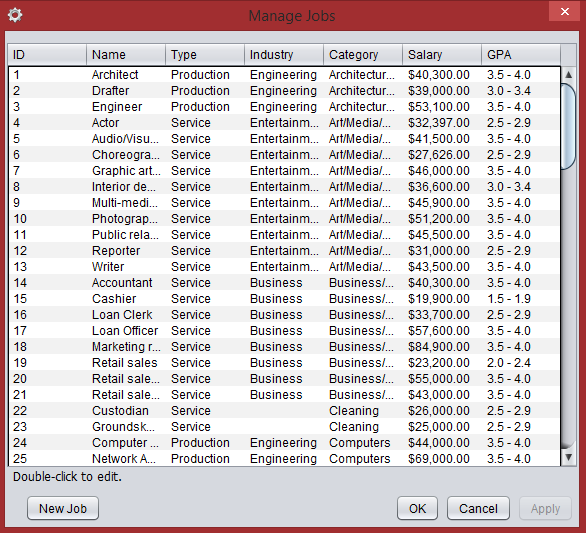 Manage Jobs
ID Name Type Industry Category Salary GPA
1 Architect Production Engineering Architectur... $40,300.00 3.5 - 4.0
2 Drafter Production Engineering Architectur... $39,000.00 3.0 - 3.4
3 Engineer Production Engineering Architectur... $53,100.00 3.5 - 4.0
4 Actor Service Entertainm... Art/Media/... $32,397.00 2.5 - 2.9
5 Audio/Visu... Service Entertainm... Art/Media/... $41,500.00 3.5 - 4.0
6 Choreogra... Service Entertainm... Art/Media/... $27,626.00 2.5 - 2.9
7 Graphic art... Service Entertainm... Art/Media/... $46,000.00 3.5 - 4.0
8 Interior de... Service Entertainm... Art/Media/... $36,600.00 3.0 - 3.4
9 Multi-medi... Service Entertainm... Art/Media/... $45,900.00 3.5 - 4.0
10 Photograp... Service Entertainm... Art/Media/... $51,200.00 3.5 - 4.0
11 Public rela... Service Entertainm... Art/Media/... $45,500.00 3.5 - 4.0
12 Reporter Service Entertainm... Art/Media/... $31,000.00 2.5 - 2.9
13 Writer Service Entertainm... Art/Media/... $43,500.00 3.5 - 4.0
14 Accountant Service Business Business/... $40,300.00 3.5 - 4.0
15 Cashier Service Business Business/... $19,900.00 1.5 - 1.9
16 Loan Clerk Service Business Business/... $33,700.00 2.5 - 2.9
17 Loan Officer Service Business Business/... $57,600.00 3.5 - 4.0
18 Marketing r... Service Business Business/... $84,900.00 3.5 - 4.0
19 Retail sales Service Business Business/... $23,200.00 2.0 - 2.4
20 Retail sale... Service Business Business/... $55,000.00 3.5 - 4.0
21 Retail sale... Service Business Business/... $43,000.00 3.5 - 4.0
22 Custodian Service Cleaning $26,000.00 2.5 - 2.9
23 Groundsk... Service Cleaning $25,000.00 2.5 - 2.9
24 Computer ... Production Engineering Computers $44,000.00 3.5 - 4.0
25 Network A... Production Engineering Computers $69,000.00 3.5 - 4.0
Double-click to edit.
New Job OK Cancel Apply